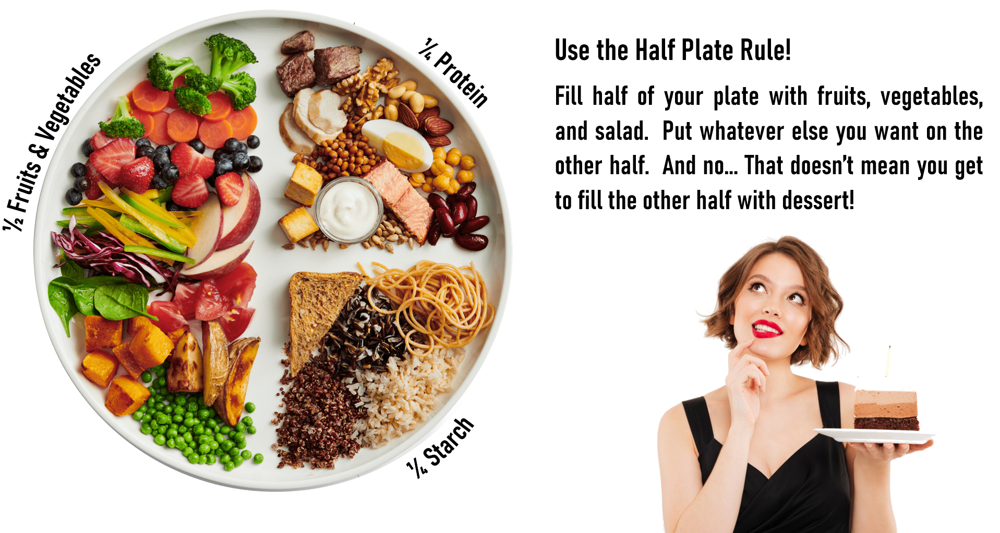 ½ Fruits & Vegetables
¼ Protein
¼ Starch
Use the Half Plate Rule!
Fill half of your plate with fruits, vegetables,
and salad. Put whatever else you want on the
other half. And no... That doesn't mean you get
to fill the other half with dessert!